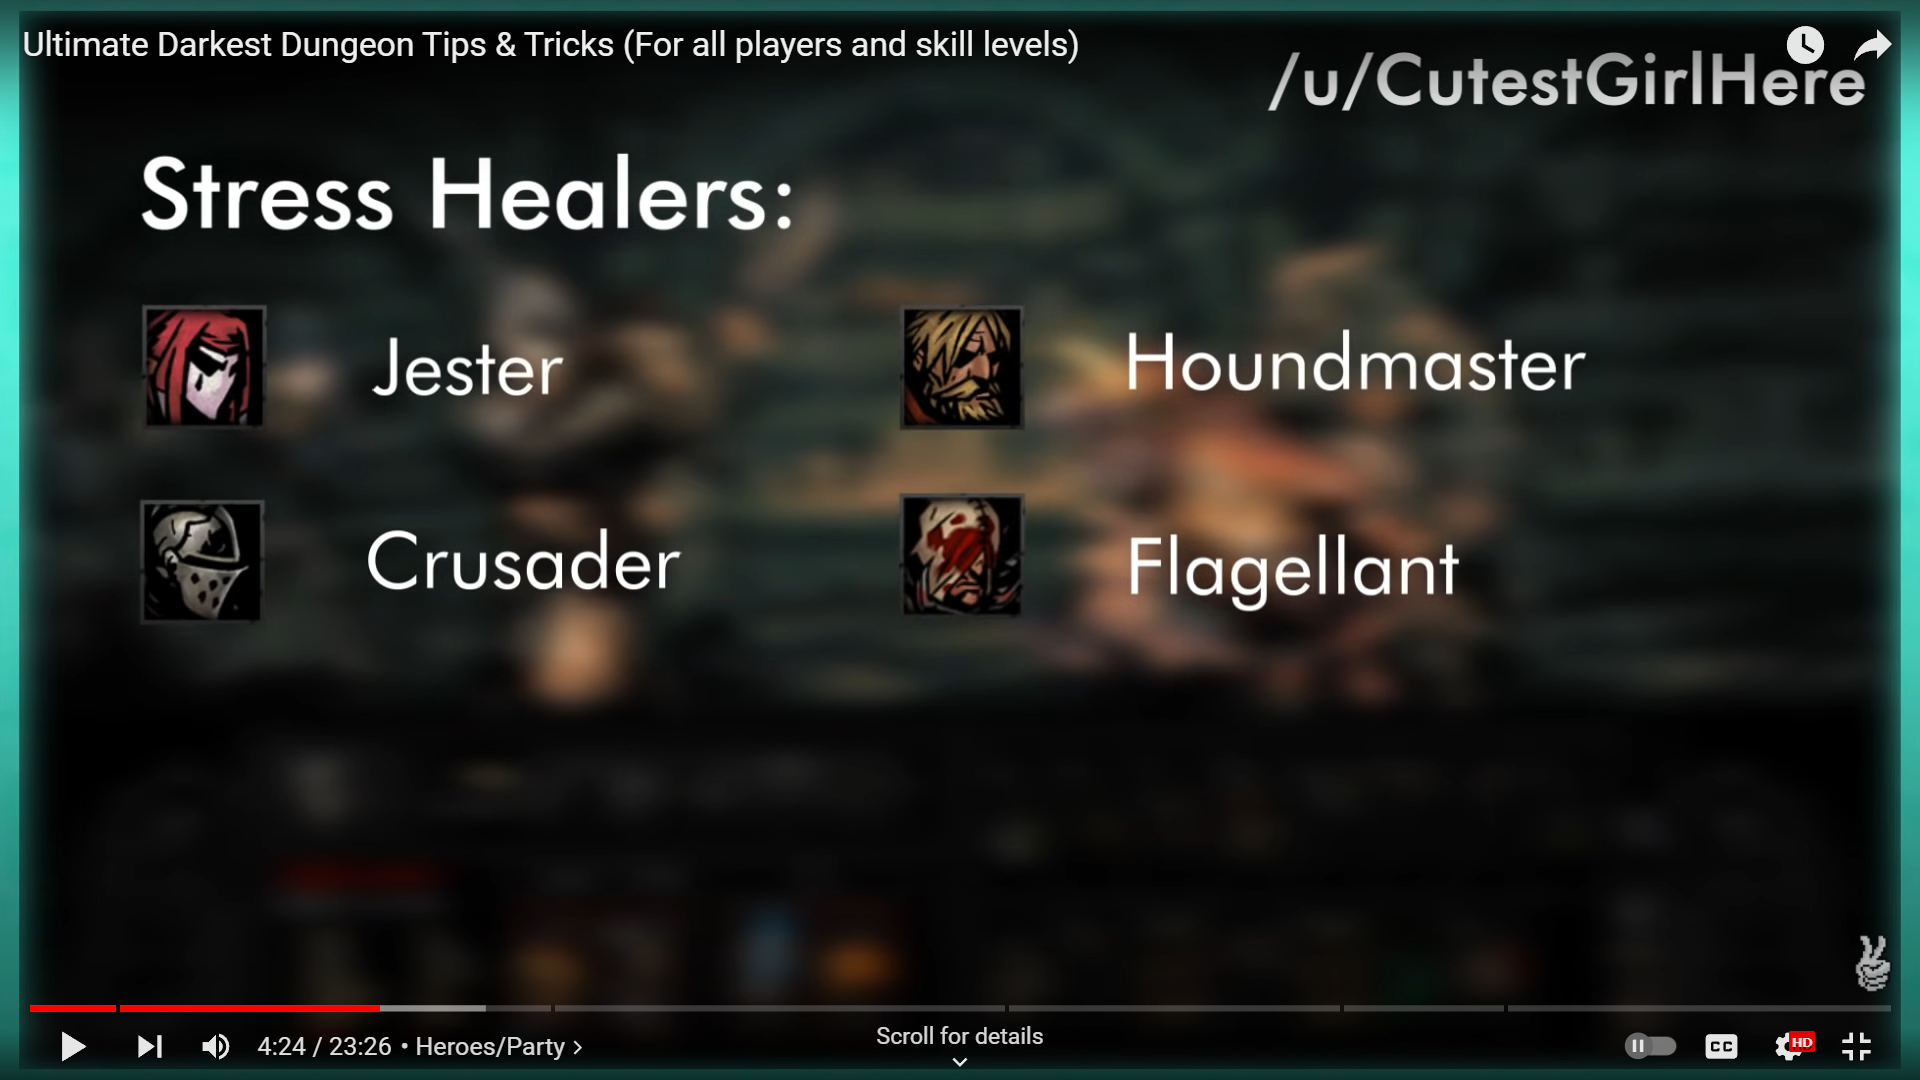 Ultimate Darkest Dungeon Tips & Tricks (For all players and skill levels)
/u/CutestGirlHere
Stress Healers:
Jester
Houndmaster
Crusader
Flagellant
Scroll for details
4:24 / 23:26 • Heroes/Party >
CC
HD